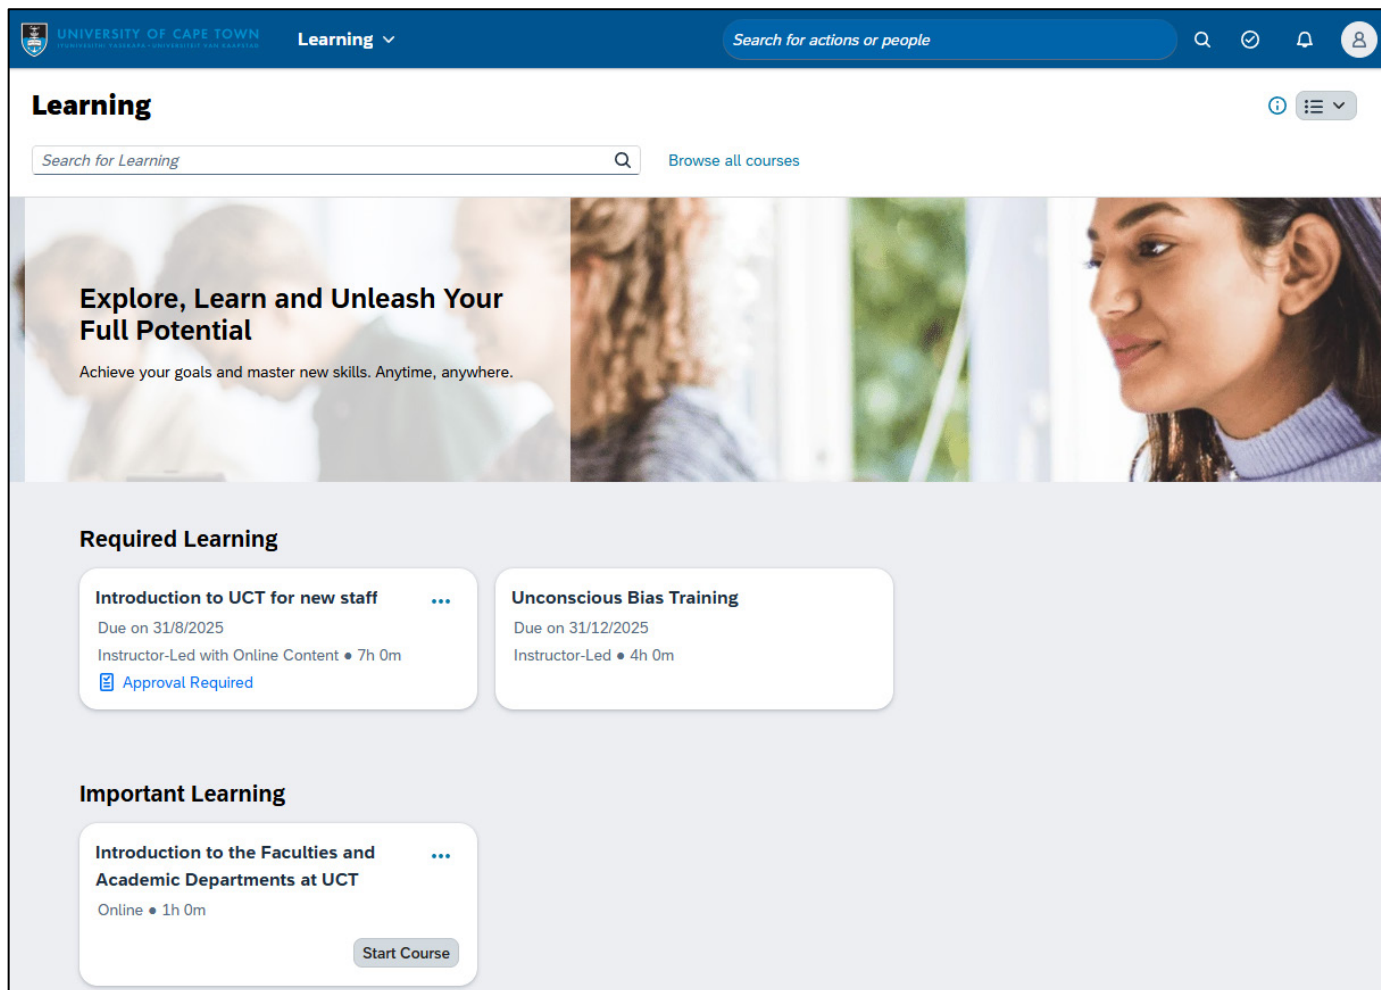 UNIVERSITY OF CAPE TOWN
Learning
Search for actions or people
Learning
Search for Learning
Browse all courses
Explore, Learn and Unleash Your
Full Potential
Achieve your goals and master new skills. Anytime, anywhere.
Required Learning
Introduction to UCT for new staff
Due on 31/8/2025
Instructor-Led with Online Content ● 7h 0m
Approval Required
Unconscious Bias Training
Due on 31/12/2025
Instructor-Led ● 4h 0m
Important Learning
Introduction to the Faculties and
Academic Departments at UCT
Online ● 1h 0m
Start Course